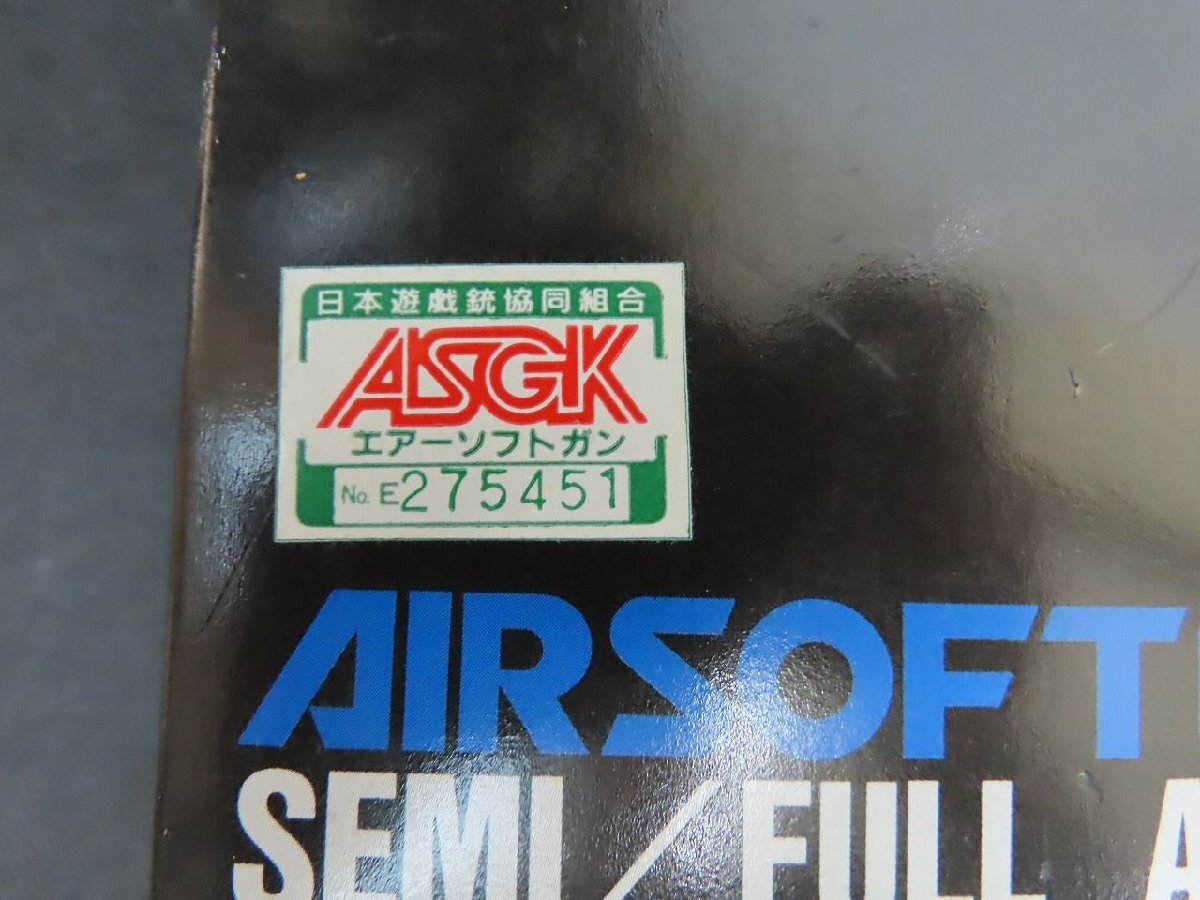 日本遊戯銃協同組合
ASGK
エアーソフトガン
No. E275451
AIRSOFT
SEMI/FULL A